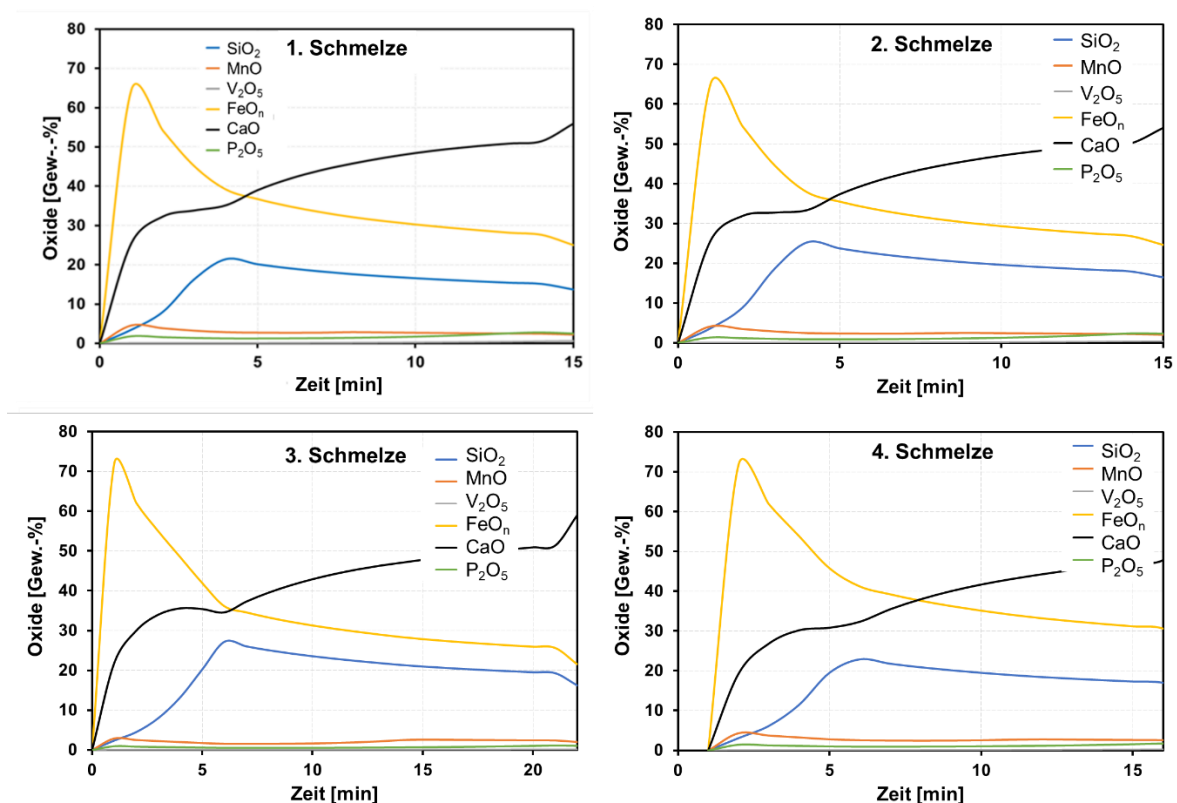 1. Schmelze
SiO₂
MnO
V₂O₅
FeOₙ
CaO
P₂O₅
Oxide [Gew-.-%]
80
70
60
50
40
30
20
10
0
0 5 10 15
Zeit [min]
2. Schmelze
SiO₂
MnO
V₂O₅
FeOₙ
CaO
P₂O₅
Oxide [Gew.-%]
80
70
60
50
40
30
20
10
0
0 5 10 15
Zeit [min]
3. Schmelze
SiO₂
MnO
V₂O₅
FeOₙ
CaO
P₂O₅
Oxide [Gew.-%]
80
70
60
50
40
30
20
10
0
0 5 10 15 20
Zeit [min]
4. Schmelze
SiO₂
MnO
V₂O₅
FeOₙ
CaO
P₂O₅
Oxide [Gew.-%]
80
70
60
50
40
30
20
10
0
0 5 10 15
Zeit [min]